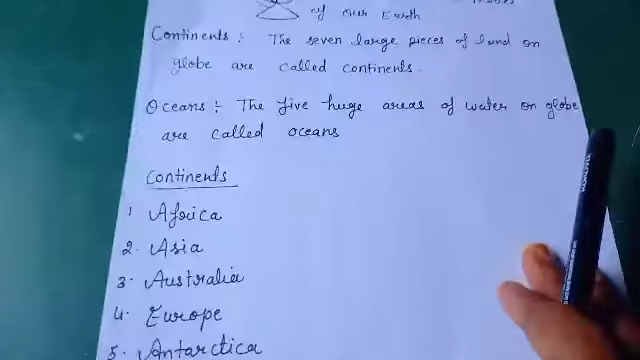 of our Earth
Continents :- The seven large pieces of land on
globe are called continents.
Oceans :- The five huge areas of water on globe
are called oceans
Continents
1 Africa
2. Asia
3. Australia
4. Europe
5. Antarctica